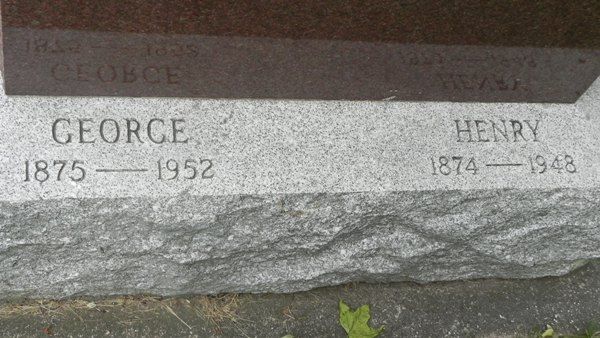 GEORGE
1875 — 1952
HENRY
1874 — 1948